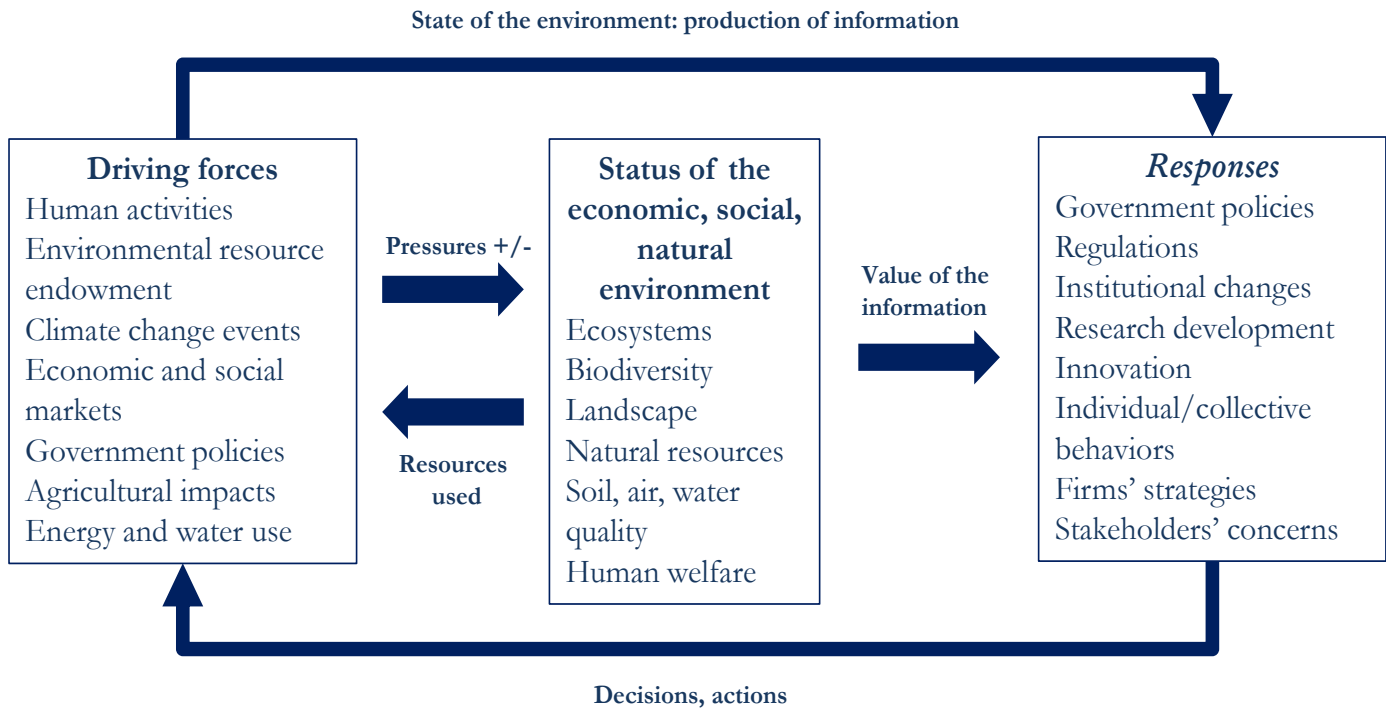 State of the environment: production of information
Driving forces
Human activities
Environmental resource
endowment
Climate change events
Economic and social
markets
Government policies
Agricultural impacts
Energy and water use
Pressures +/-
Resources
used
Status of the
economic, social,
natural
environment
Ecosystems
Biodiversity
Landscape
Natural resources
Soil, air, water
quality
Human welfare
Value of the
information
Responses
Government policies
Regulations
Institutional changes
Research development
Innovation
Individual/collective
behaviors
Firms’ strategies
Stakeholders’ concerns
Decisions, actions